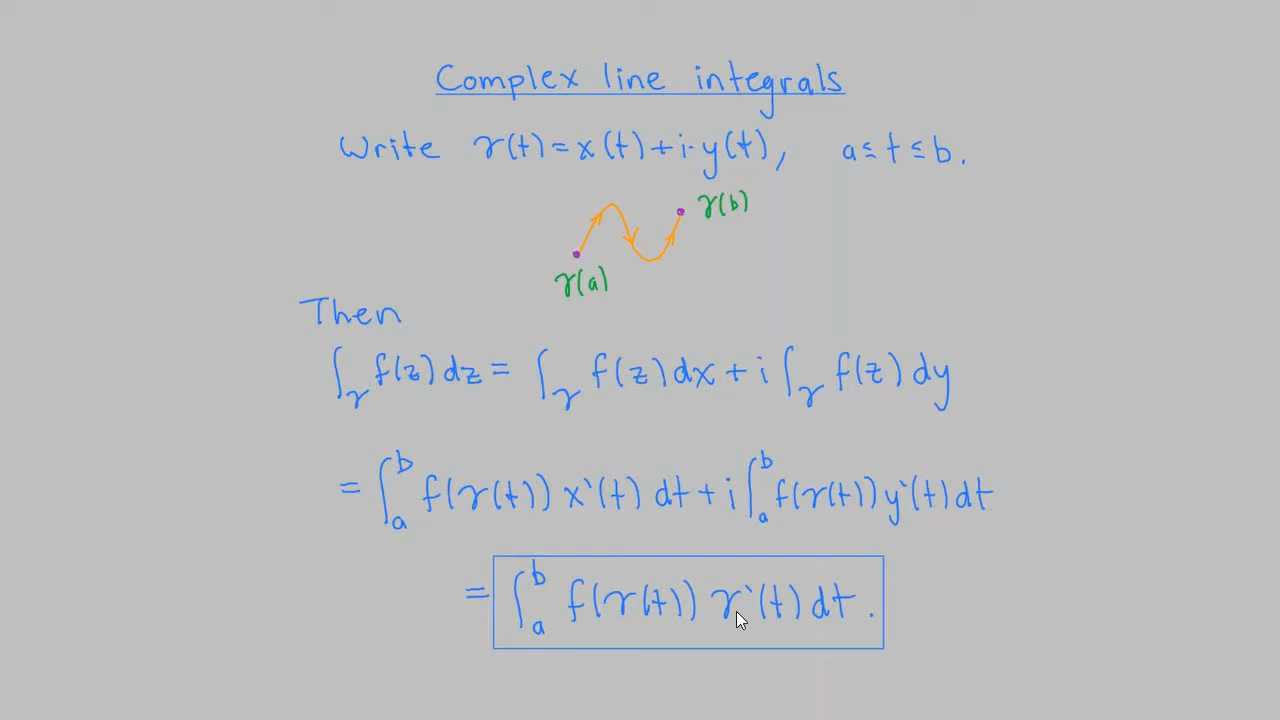 Complex line integrals
Write γ(t)=x(t)+i·y(t), a≤t≤b.
γ(b)
γ(a)
Then
∫_γ f(z)dz = ∫_γ f(z)dx + i ∫_γ f(z)dy
= ∫_a^b f(γ(t)) x`(t) dt + i ∫_a^b f(γ(t)) y`(t) dt
= ∫_a^b f(γ(t)) γ`(t) dt.